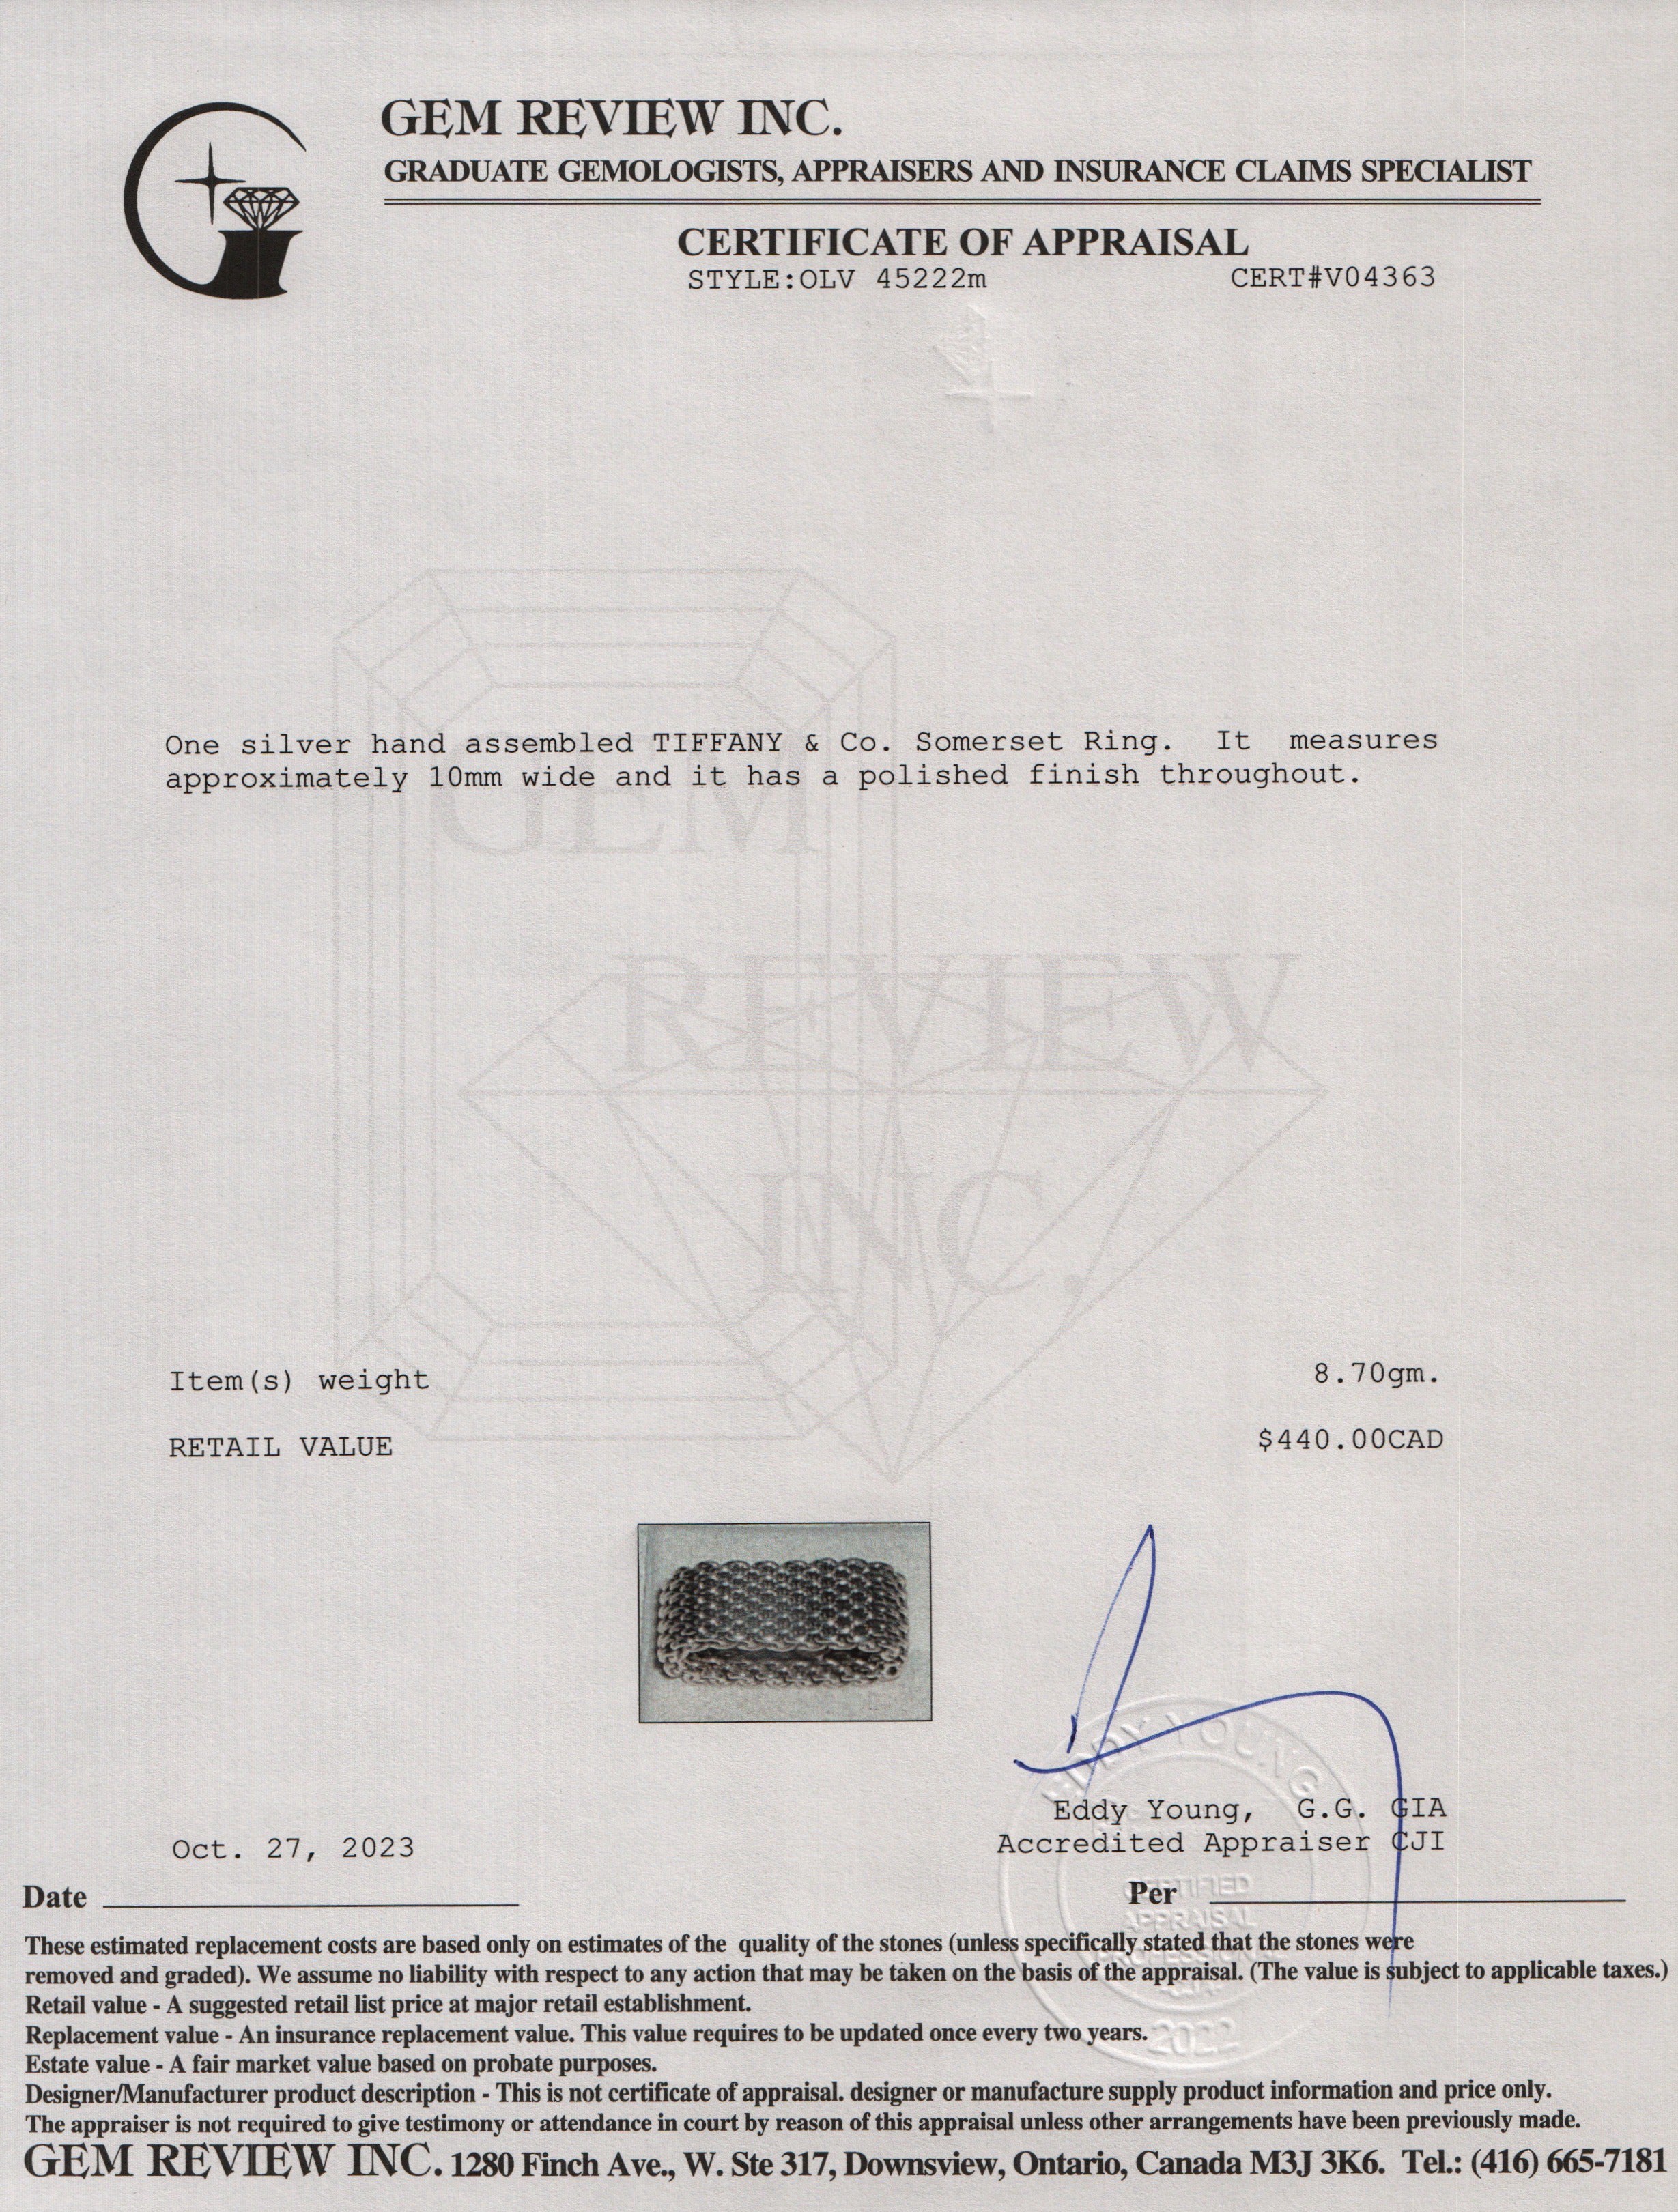 GEM REVIEW INC.
GRADUATE GEMOLOGISTS, APPRAISERS AND INSURANCE CLAIMS SPECIALIST
CERTIFICATE OF APPRAISAL
STYLE:OLV 45222m CERT#V04363
One silver hand assembled TIFFANY & Co. Somerset Ring. It measures
approximately 10mm wide and it has a polished finish throughout.
GEM
REVIEW
INC.
Item(s) weight 8.70gm.
RETAIL VALUE $440.00CAD
EDDY YOUNG
Eddy Young, G.G. GIA
Oct. 27, 2023 Accredited Appraiser CJI
Date Per
CERTIFIED
APPRAISAL
PROFESSIONAL
2022
These estimated replacement costs are based only on estimates of the quality of the stones (unless specifically stated that the stones were
removed and graded). We assume no liability with respect to any action that may be taken on the basis of the appraisal. (The value is subject to applicable taxes.)
Retail value - A suggested retail list price at major retail establishment.
Replacement value - An insurance replacement value. This value requires to be updated once every two years.
Estate value - A fair market value based on probate purposes.
Designer/Manufacturer product description - This is not certificate of appraisal. designer or manufacture supply product information and price only.
The appraiser is not required to give testimony or attendance in court by reason of this appraisal unless other arrangements have been previously made.
GEM REVIEW INC. 1280 Finch Ave., W. Ste 317, Downsview, Ontario, Canada M3J 3K6. Tel.: (416) 665-7181